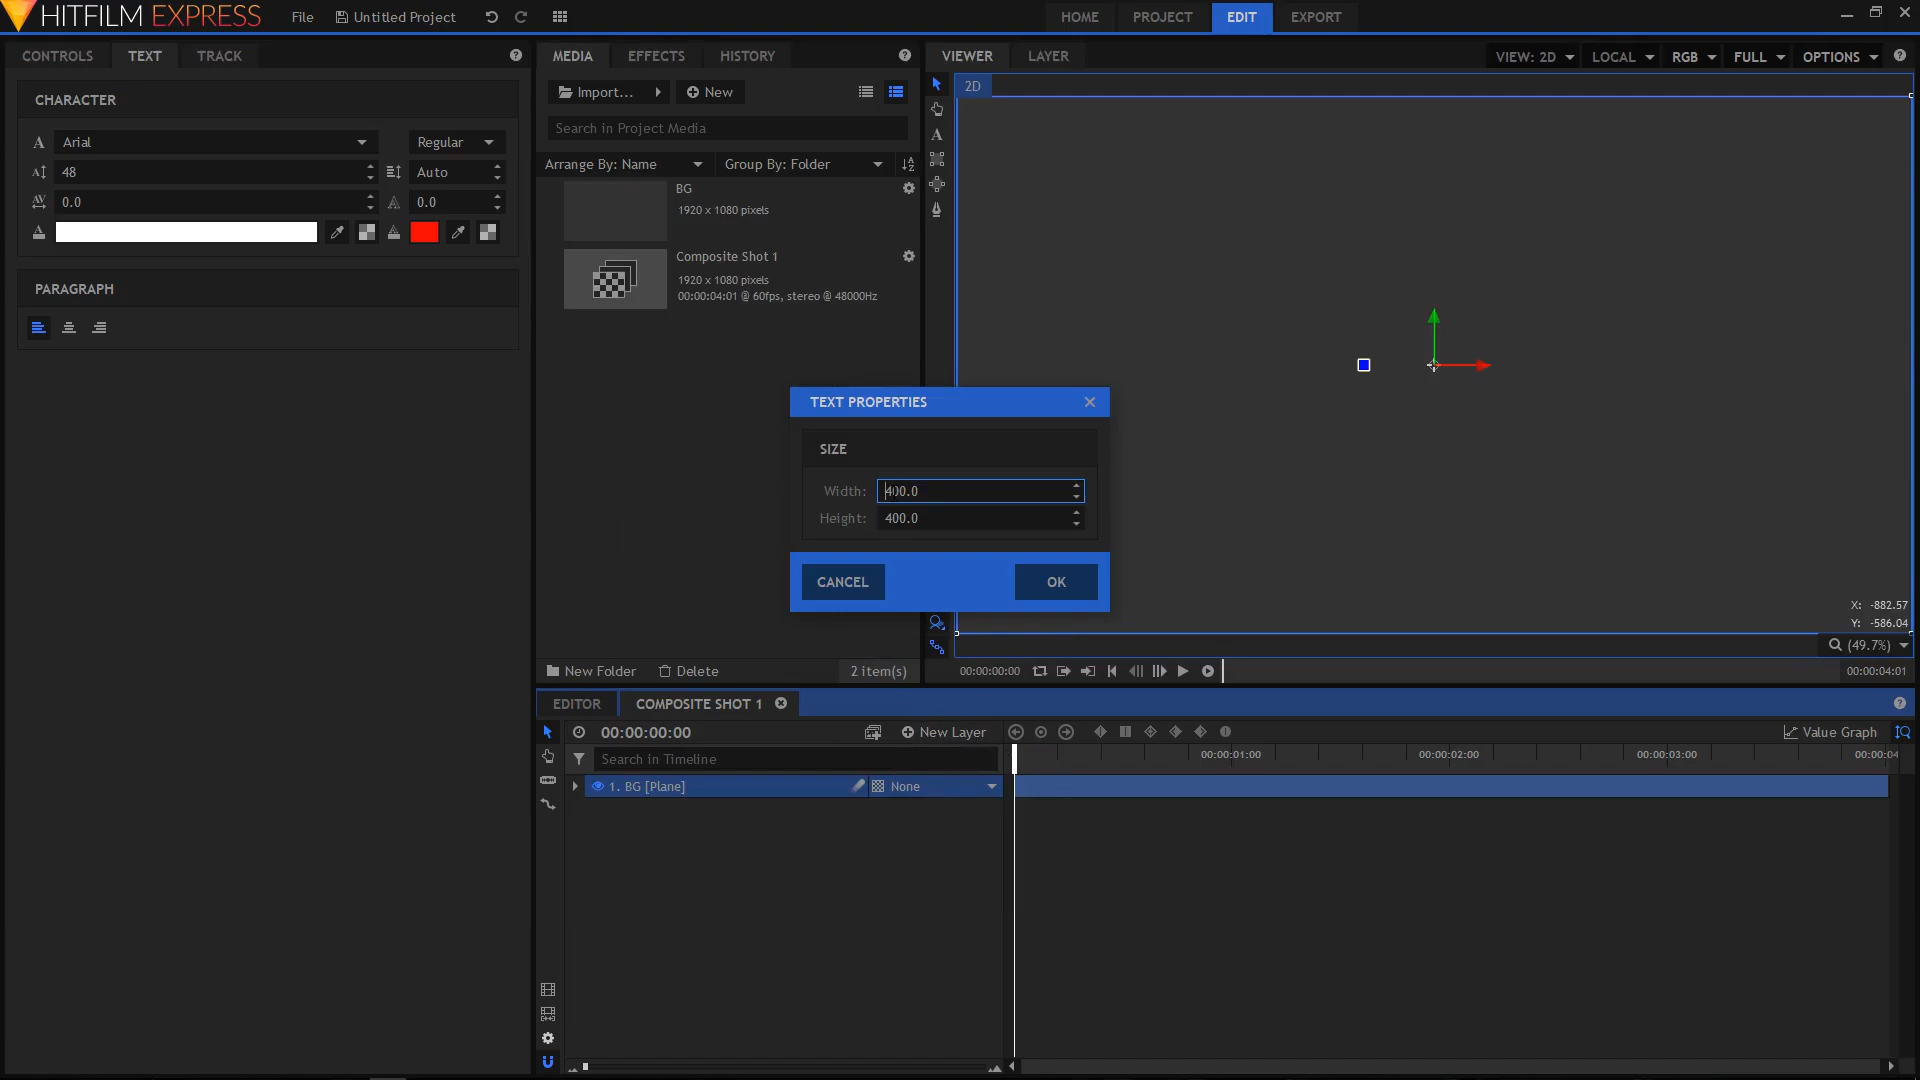 HITFILM EXPRESS
File
Untitled Project
HOME
PROJECT
EDIT
EXPORT
CONTROLS
TEXT
TRACK
CHARACTER
Arial
Regular
48
Auto
0.0
0.0
PARAGRAPH
MEDIA
EFFECTS
HISTORY
Import...
New
Search in Project Media
Arrange By: Name
Group By: Folder
BG
1920 x 1080 pixels
Composite Shot 1
1920 x 1080 pixels
00:00:04:01 @ 60fps, stereo @ 48000Hz
New Folder
Delete
2 item(s)
VIEWER
LAYER
VIEW: 2D
LOCAL
RGB
FULL
OPTIONS
2D
X: -882.57
Y: -586.04
(49.7%)
00:00:00:00
00:00:04:01
TEXT PROPERTIES
SIZE
Width: 400.0
Height: 400.0
CANCEL
OK
EDITOR
COMPOSITE SHOT 1
00:00:00:00
New Layer
Value Graph
Search in Timeline
00:00:01:00
00:00:02:00
00:00:03:00
00:00:04
1. BG [Plane]
None